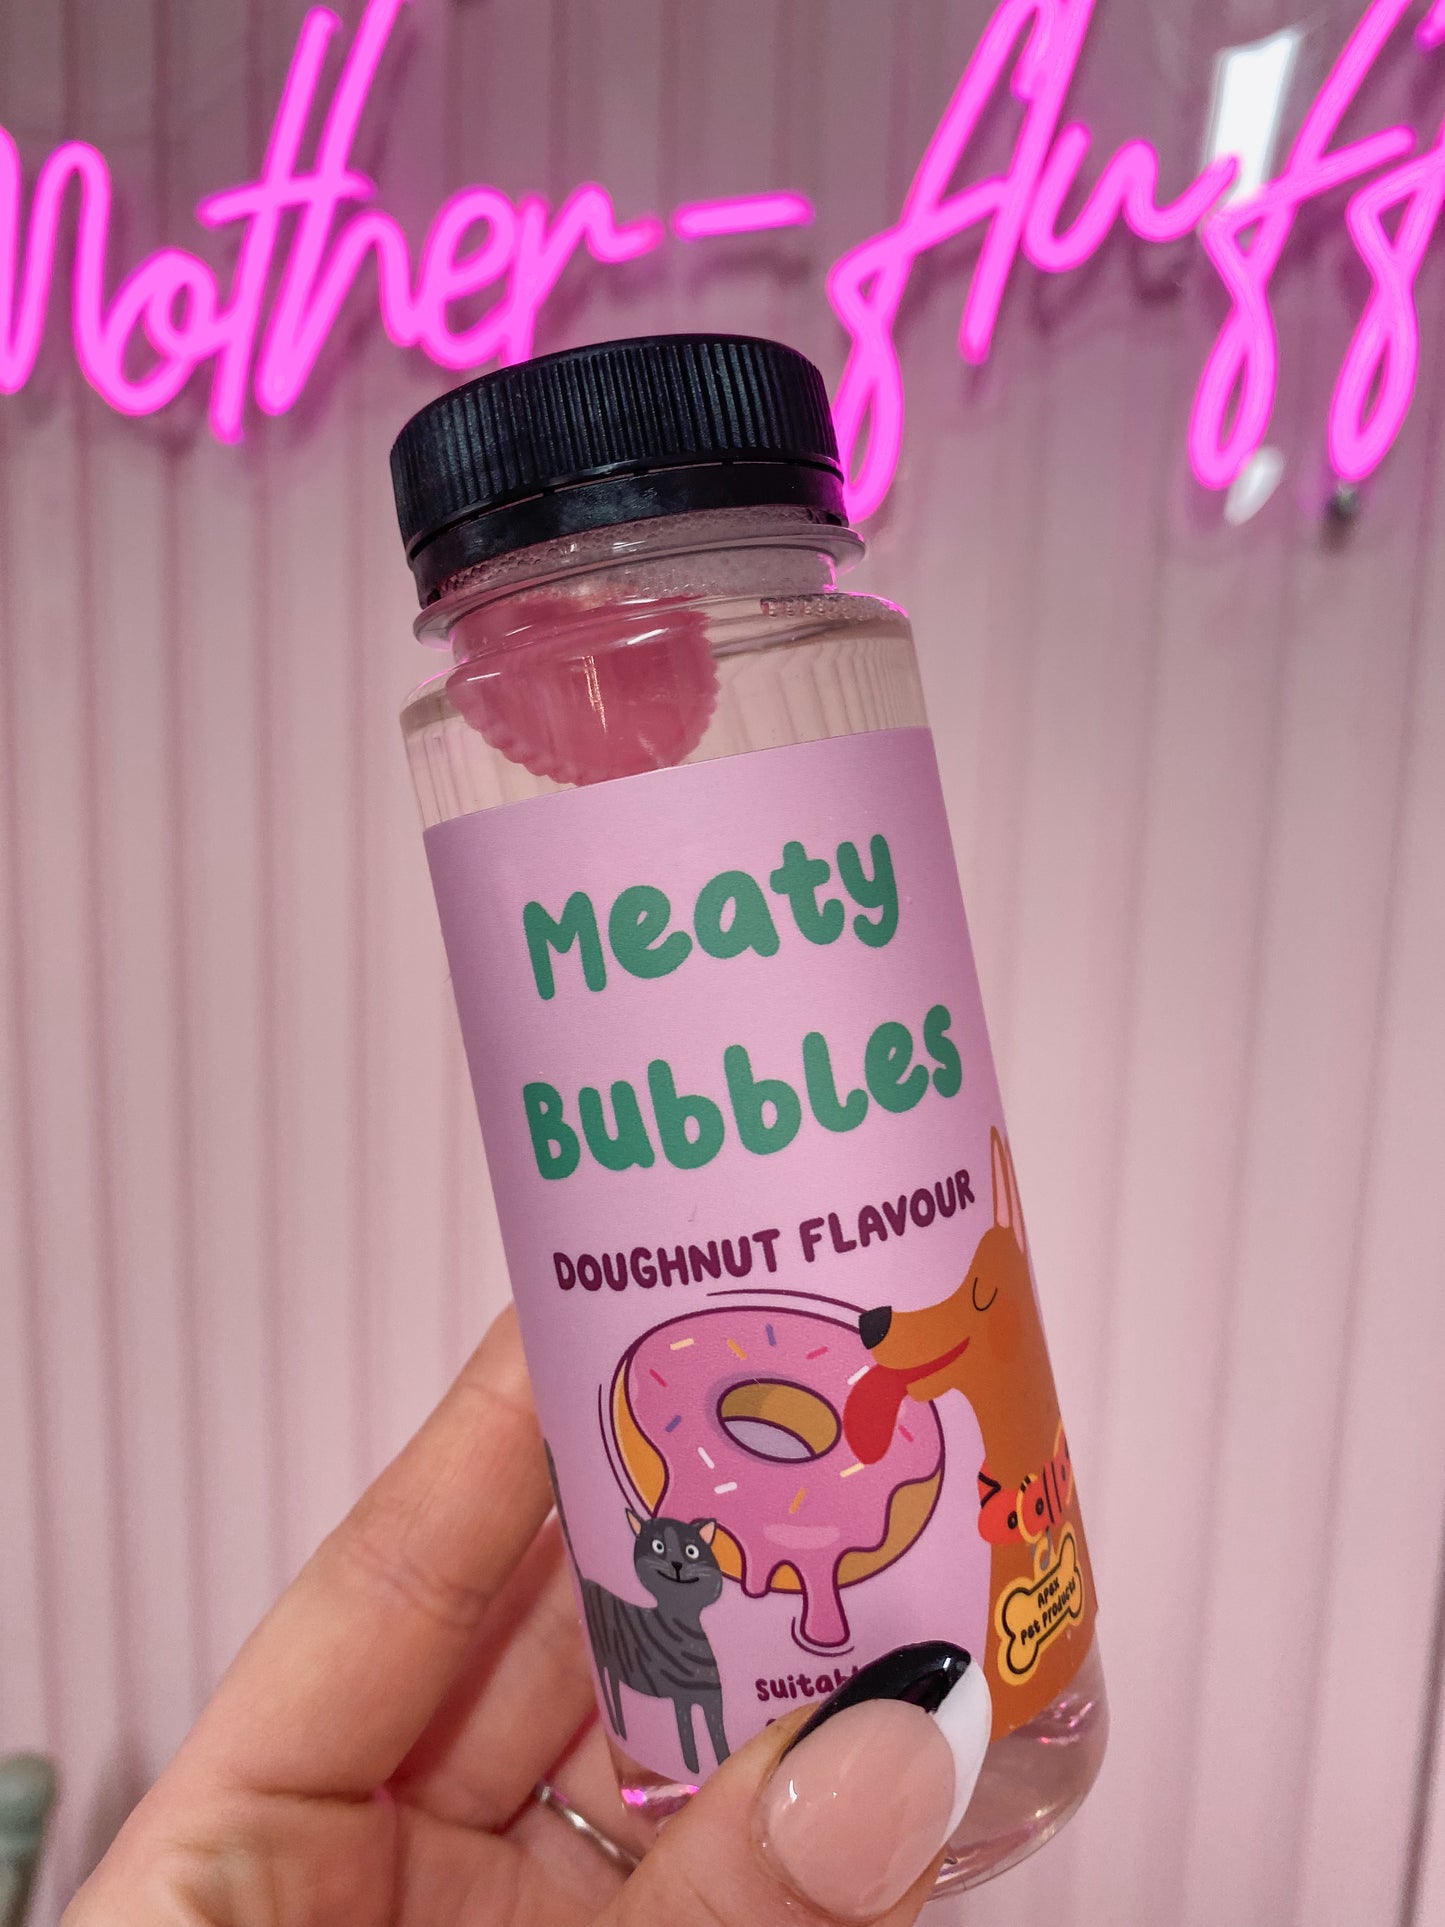 Mother-fluff
Meaty
Bubbles
DOUGHNUT FLAVOUR
Apex
Pet Products